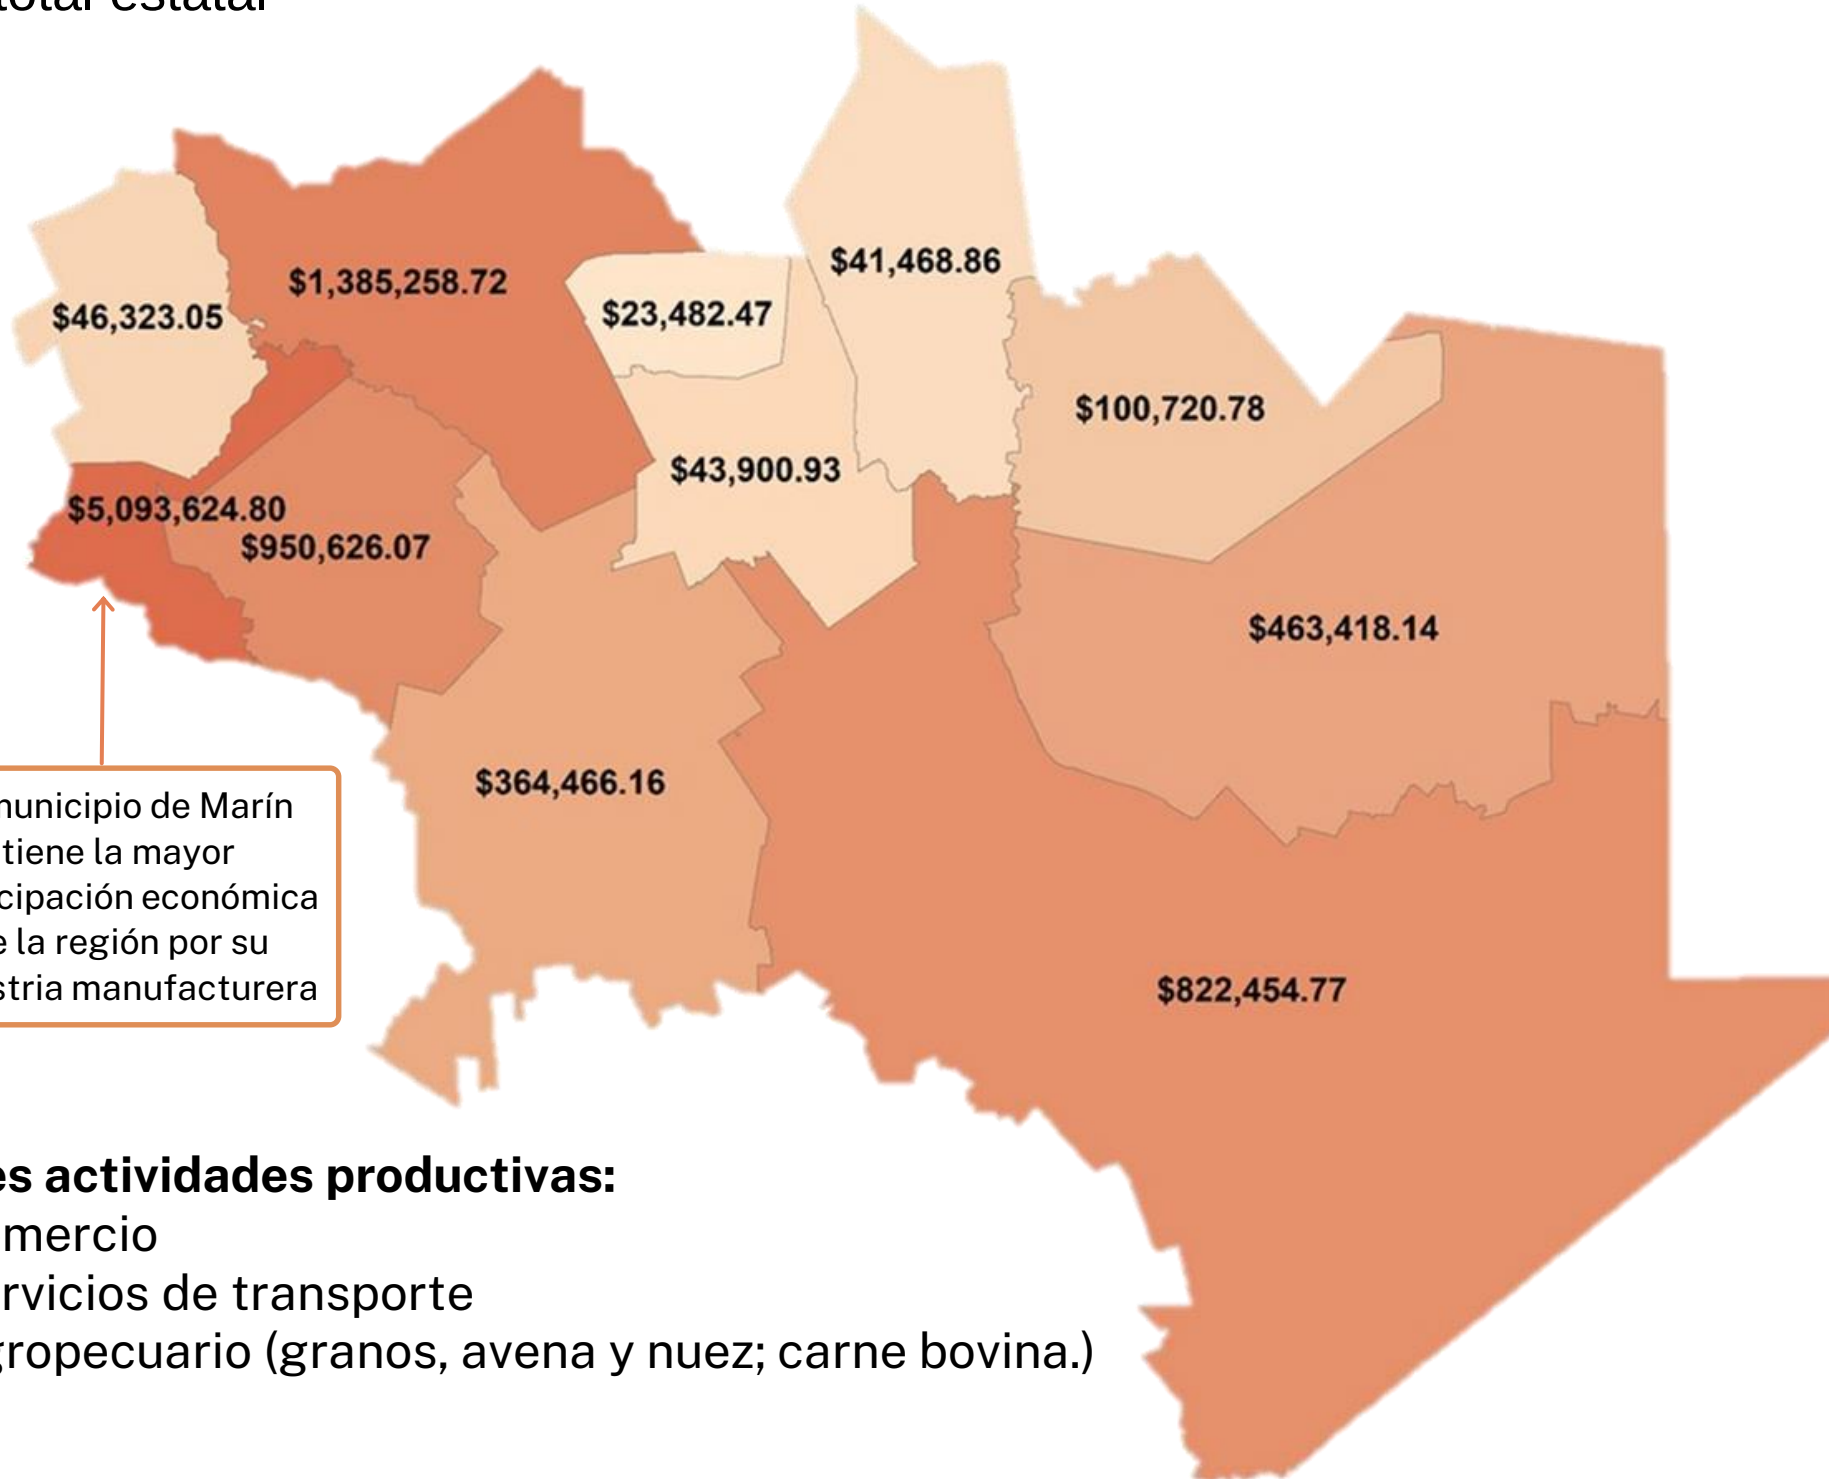 total estatal
$41,468.86
$1,385,258.72
$46,323.05
$23,482.47
$100,720.78
$43,900.93
$5,093,624.80
$950,626.07
$463,418.14
$364,466.16
municipio de Marín
tiene la mayor
cipación económica
e la región por su
stria manufacturera
$822,454.77
es actividades productivas:
mercio
rvicios de transporte
gropecuario (granos, avena y nuez; carne bovina.)